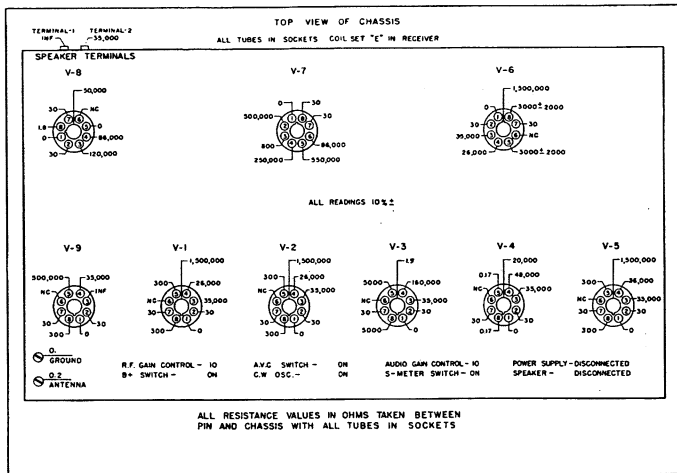 TOP VIEW OF CHASSIS
ALL TUBES IN SOCKETS COIL SET "E" IN RECEIVER
TERMINAL-1 TERMINAL-2
INF 35,000
SPEAKER TERMINALS
V-8 V-7 V-6
50,000
30 NC
1.8 0
0 86,000
30 120,000
0 30
500,000 30
800 86,000
250,000 550,000
1,500,000
0 3000±2000
30 30
35,000 NC
26,000 3000±2000
ALL READINGS 10%±
V-9 V-1 V-2 V-3 V-4 V-5
500,000 35,000
NC INF
30 30
300 0
1,500,000
300 26,000
NC 35,000
30 30
300 0
1,500,000
300 26,000
NC 35,000
30 30
300 0
1.9
5000 160,000
NC 35,000
30 30
5000 0
20,000
0.17 48,000
NC 35,000
30 30
0.17 0
1,500,000
300 36,000
NC 35,000
30 30
300 0
0.
GROUND
0.2
ANTENNA
R.F. GAIN CONTROL - 10 A.V.C SWITCH - ON AUDIO GAIN CONTROL - 10 POWER SUPPLY - DISCONNECTED
B+ SWITCH - ON C.W OSC. - ON S-METER SWITCH - ON SPEAKER - DISCONNECTED
ALL RESISTANCE VALUES IN OHMS TAKEN BETWEEN
PIN AND CHASSIS WITH ALL TUBES IN SOCKETS